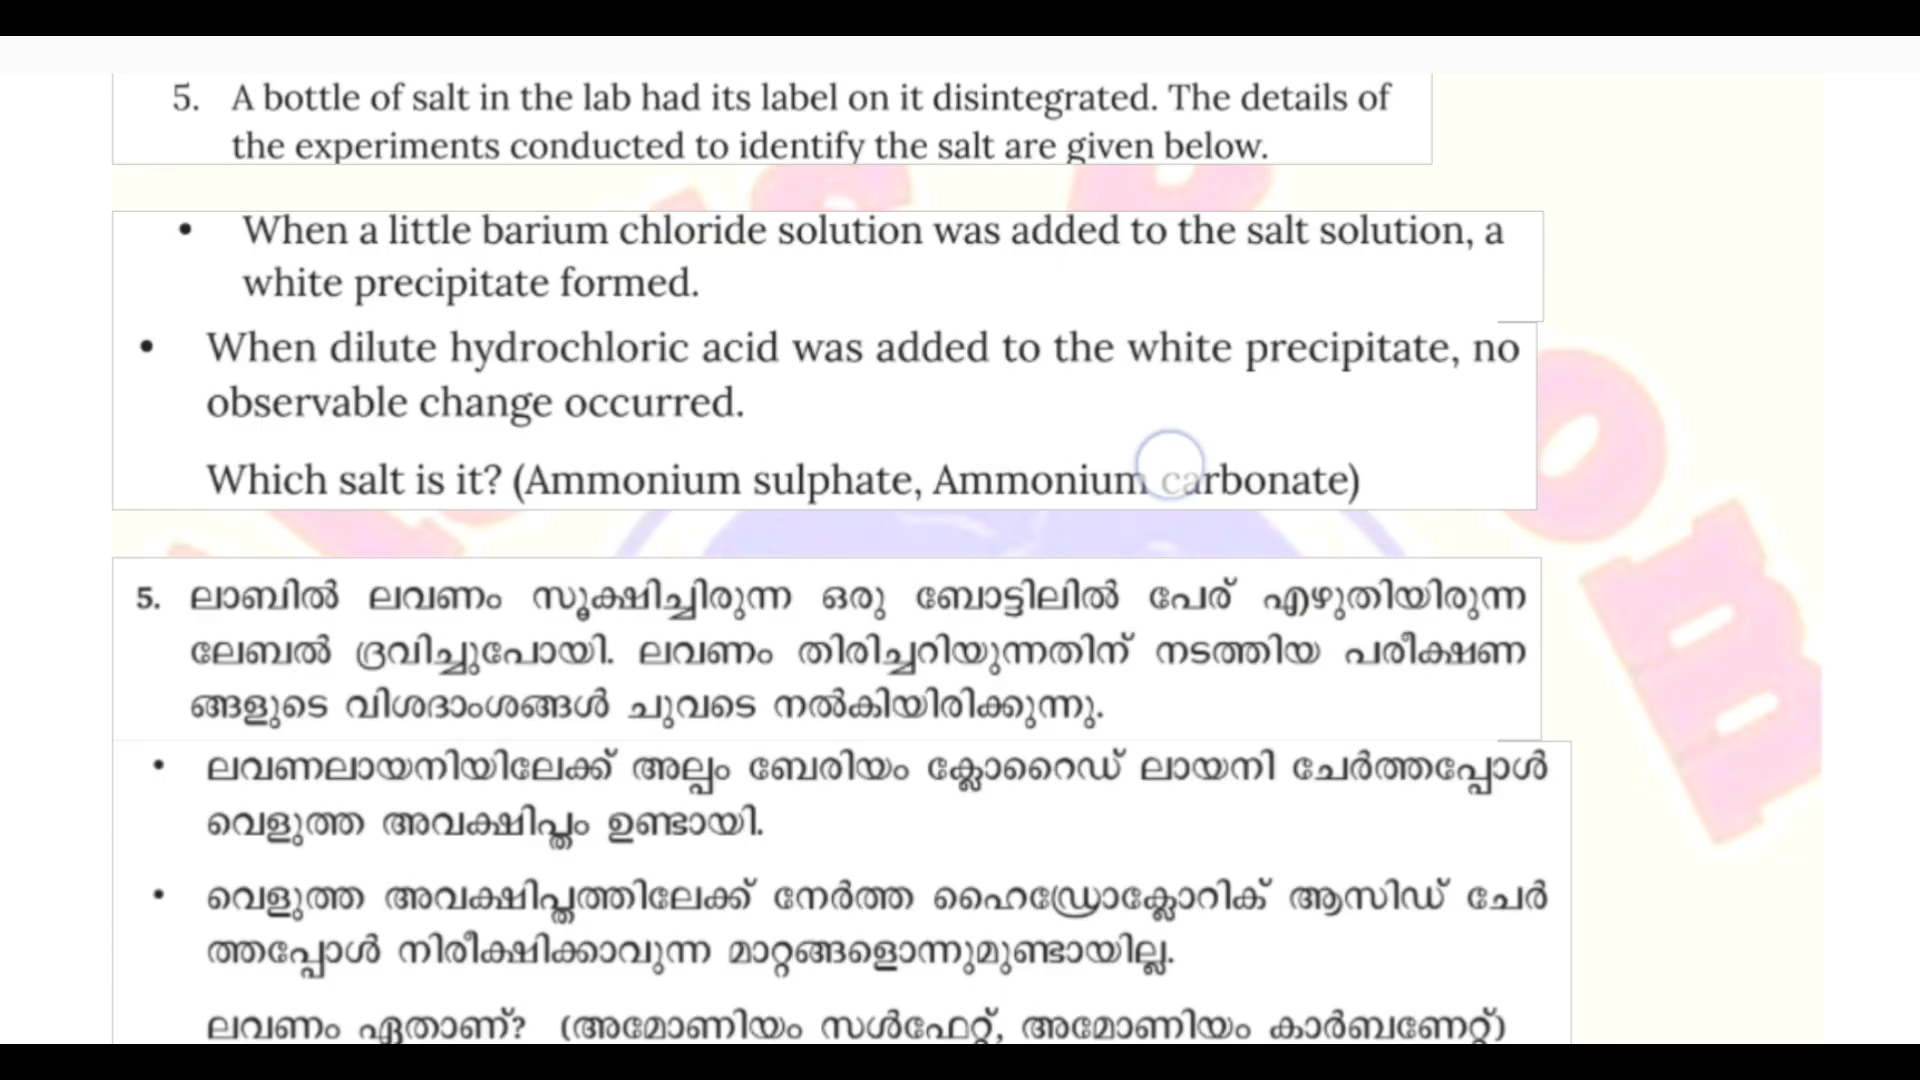 5. A bottle of salt in the lab had its label on it disintegrated. The details of
the experiments conducted to identify the salt are given below.
• When a little barium chloride solution was added to the salt solution, a
white precipitate formed.
• When dilute hydrochloric acid was added to the white precipitate, no
observable change occurred.
Which salt is it? (Ammonium sulphate, Ammonium carbonate)
5. ലാബിൽ ലവണം സൂക്ഷിച്ചിരുന്ന ഒരു ബോട്ടിലിൽ പേര് എഴുതിയിരുന്ന
ലേബൽ ദ്രവിച്ചുപോയി. ലവണം തിരിച്ചറിയുന്നതിന് നടത്തിയ പരീക്ഷണ
ങ്ങളുടെ വിശദാംശങ്ങൾ ചുവടെ നൽകിയിരിക്കുന്നു.
• ലവണലായനിയിലേക്ക് അല്പം ബേരിയം ക്ലോറൈഡ് ലായനി ചേർത്തപ്പോൾ
വെളുത്ത അവക്ഷിപ്തം ഉണ്ടായി.
• വെളുത്ത അവക്ഷിപ്തത്തിലേക്ക് നേർത്ത ഹൈഡ്രോക്ലോറിക് ആസിഡ് ചേർ
ത്തപ്പോൾ നിരീക്ഷിക്കാവുന്ന മാറ്റങ്ങളൊന്നുമുണ്ടായില്ല.
ലവണം ഏതാണ്? (അമോണിയം സൾഫേറ്റ്, അമോണിയം കാർബണേറ്റ്)